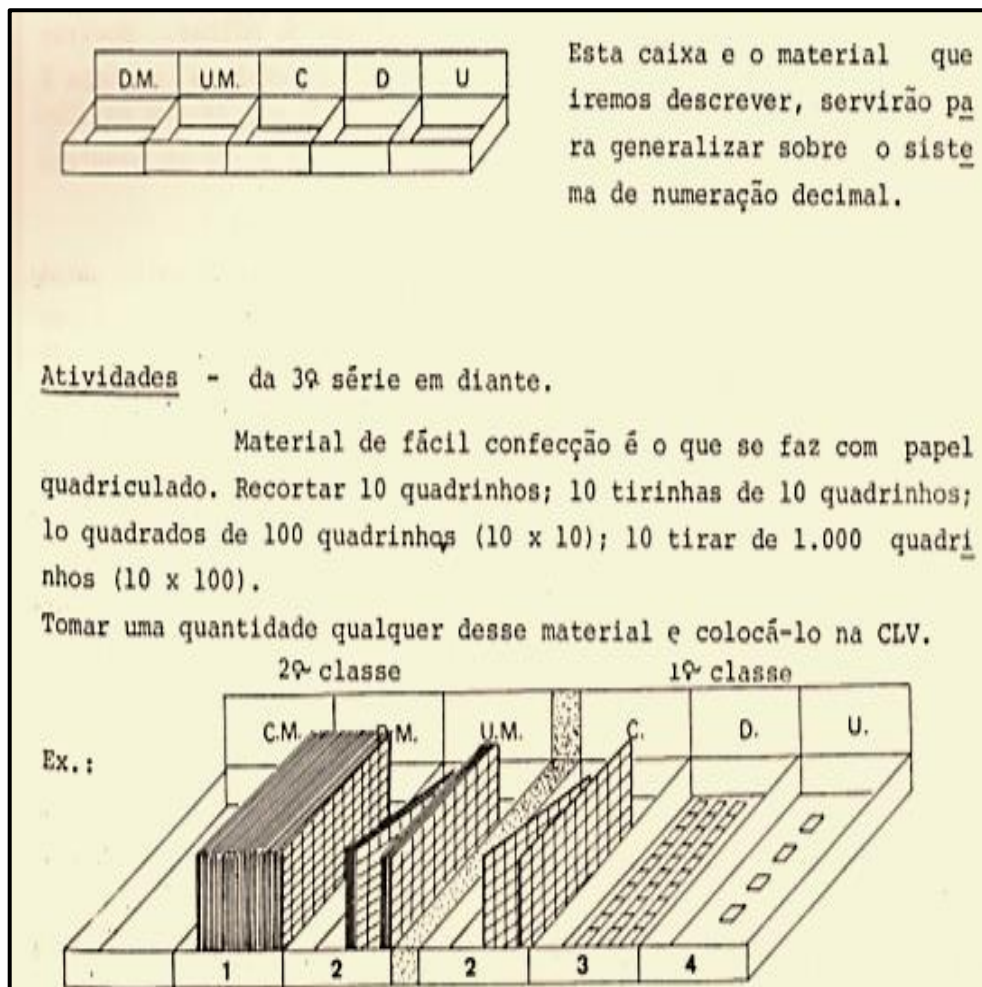 D.M. U.M. C D U
Esta caixa e o material que
iremos descrever, servirão pa
ra generalizar sobre o siste
ma de numeração decimal.
Atividades - da 3ª série em diante.
Material de fácil confecção é o que se faz com papel
quadriculado. Recortar 10 quadrinhos; 10 tirinhas de 10 quadrinhos;
lo quadrados de 100 quadrinhos (10 x 10); 10 tirar de 1.000 quadri
nhos (10 x 100).
Tomar uma quantidade qualquer desse material e colocá-lo na CLV.
2ª classe 1ª classe
C.M. D.M. U.M. C. D. U.
Ex.:
1 2 2 3 4